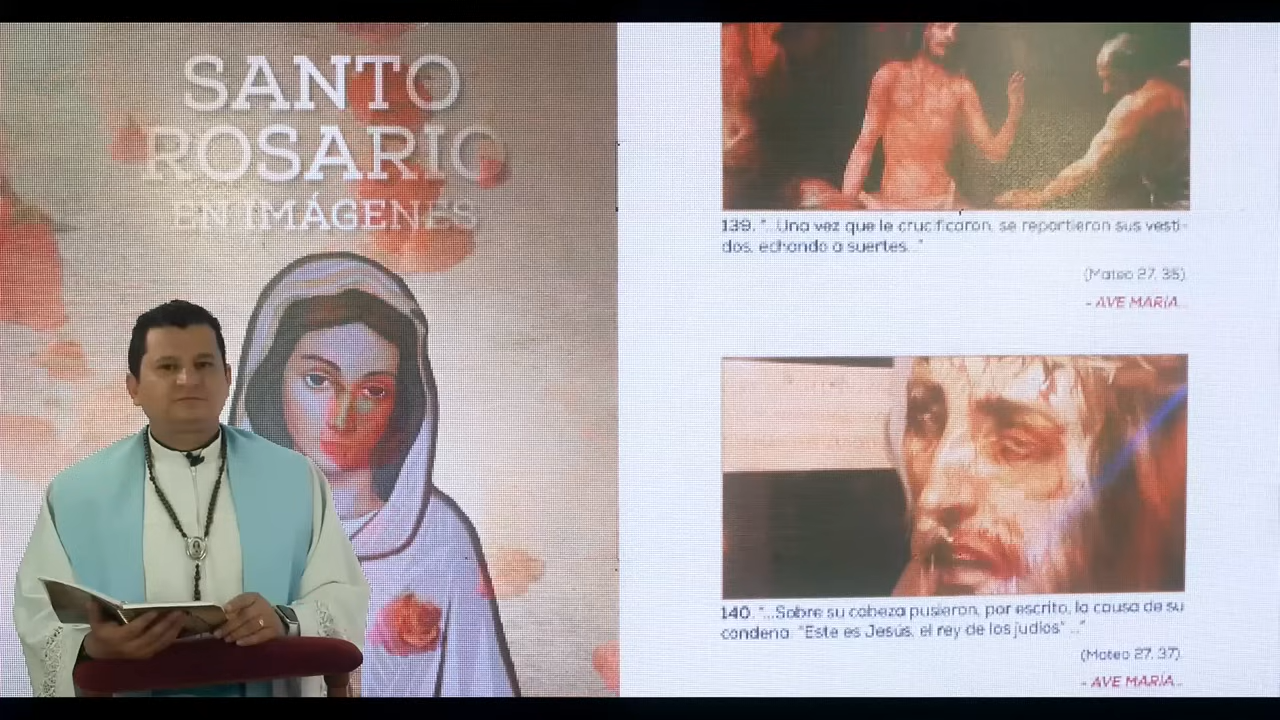 SANTO
ROSARIO
EN IMÁGENES
139. "...Una vez que le crucificaron, se repartieron sus vesti-
dos, echando a suertes..."
(Mateo 27, 35)
- AVE MARÍA...
140. "...Sobre su cabeza pusieron, por escrito, la causa de su
condena: "Este es Jesús, el rey de los judíos" ..."
(Mateo 27, 37)
- AVE MARÍA...